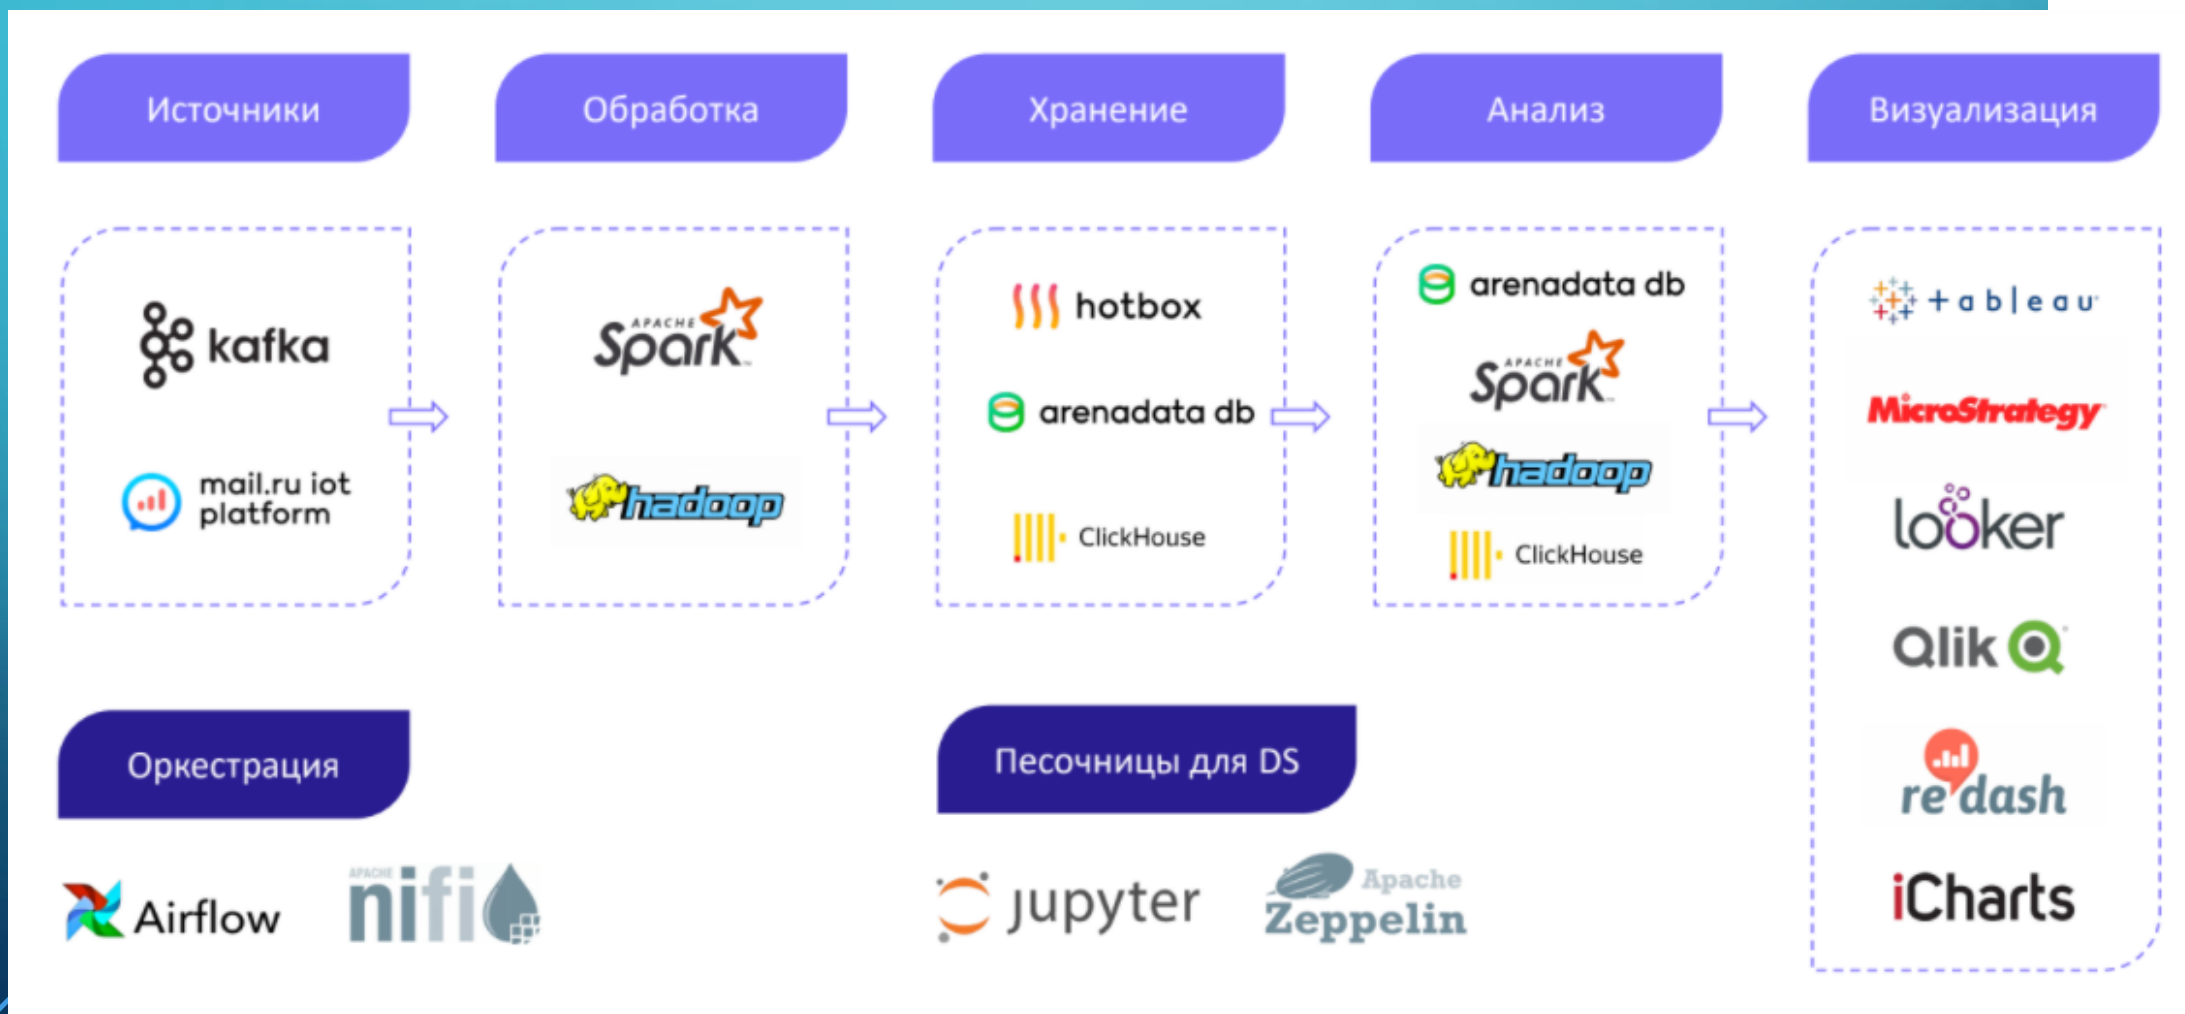 Источники
Обработка
Хранение
Анализ
Визуализация
kafka
mail.ru iot
platform
APACHE
Spark
hadoop
hotbox
arenadata db
ClickHouse
arenadata db
APACHE
Spark
hadoop
ClickHouse
+ableau
MicroStrategy
looker
Qlik
redash
iCharts
Оркестрация
Airflow
APACHE
nifi
Песочницы для DS
jupyter
Apache
Zeppelin